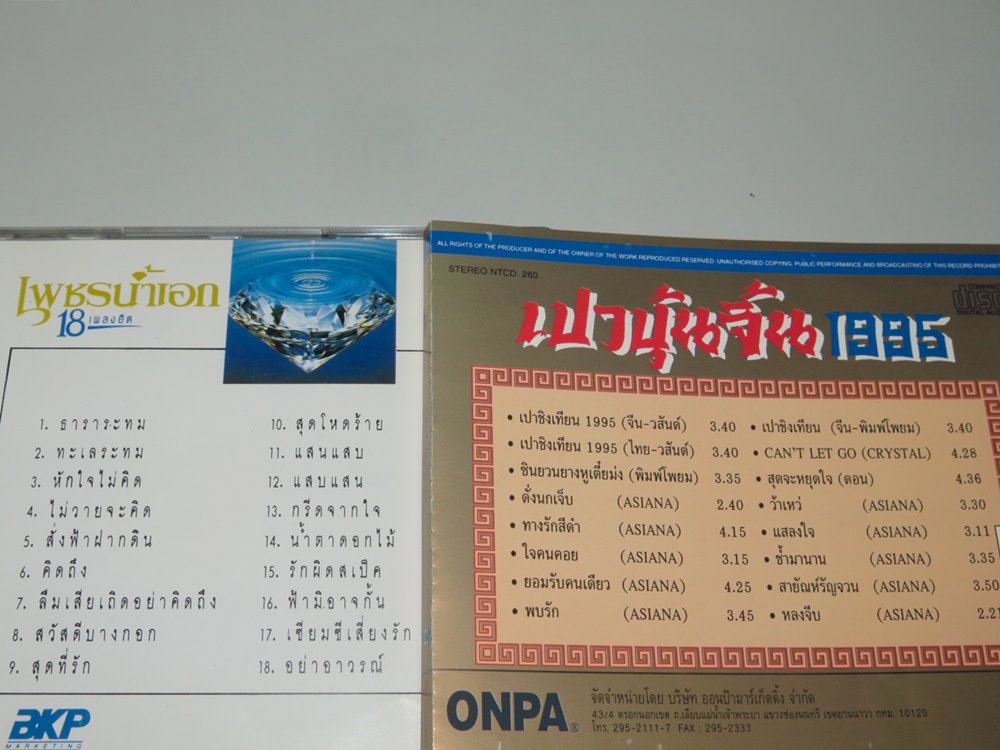 เพชรน้ำเอก
18 เพลงฮิต
1. ธาราระทม
2. ทะเลระทม
3. หักใจไม่คิด
4. ไม่วายจะคิด
5. สั่งฟ้าฝากดิน
6. คิดถึง
7. ลืมเสียเถิดอย่าคิดถึง
8. สวัสดีบางกอก
9. สุดที่รัก
10. สุดโหดร้าย
11. แสนแสบ
12. แสบแสน
13. กรีดจากใจ
14. น้ำตาดอกไม้
15. รักผิดสเป็ค
16. ฟ้ามิอาจกั้น
17. เซียมซีเสี่ยงรัก
18. อย่าอาวรณ์
BKP
MARKETING
ALL RIGHTS OF THE PRODUCER AND OF THE OWNER OF THE WORK REPRODUCED RESERVED UNAUTHORISED COPYING, PUBLIC PERFORMANCE AND BROADCASTING OF THIS RECORD
STEREO NTCD. 260
เปาบุ้นจิ้น 1995
• เปาชิงเทียน 1995 (จีน-วสันต์) 3.40
• เปาชิงเทียน 1995 (ไทย-วสันต์) 3.40
• ซินยวนยางหูเตี๋ยม่ง (พิมพ์โพยม) 3.35
• ดั่งนกเจ็บ (ASIANA) 2.40
• ทางรักสีดำ (ASIANA) 4.15
• ใจคนคอย (ASIANA) 3.15
• ยอมรับคนเดียว (ASIANA) 4.25
• พบรัก (ASIANA) 3.45
• เปาชิงเทียน (จีน-พิมพ์โพยม) 3.40
• CAN'T LET GO (CRYSTAL) 4.28
• สุดจะหยุดใจ (ดอน) 4.36
• ว้าเหว่ (ASIANA) 3.30
• แสลงใจ (ASIANA) 3.11
• ช้ำมานาน (ASIANA) 3.35
• สายัณห์รัญจวน (ASIANA) 3.50
• หลงจีบ (ASIANA) 2.21
ONPA®
จัดจำหน่ายโดย บริษัท ออนป้ามาร์เก็ตติ้ง จำกัด
43/4 ตรอกนอกเขต ถ.เลียบแม่น้ำเจ้าพระยา แขวงช่องนนทรี เขตยานนาวา กทม. 10120
โทร. 295-2111-7 FAX : 295-2333